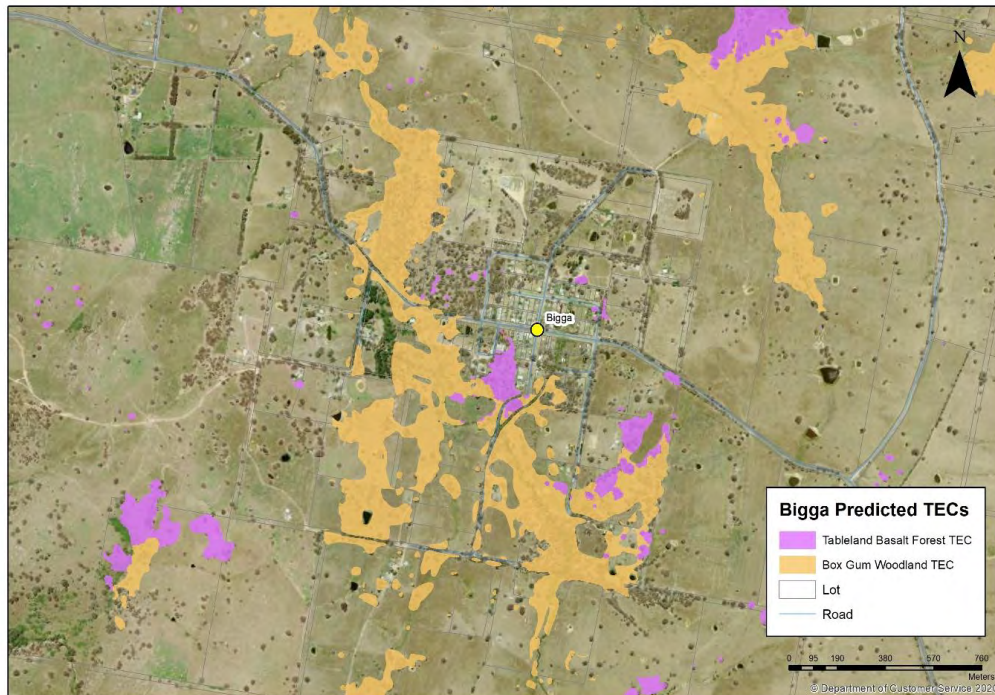 N
Bigga
Bigga Predicted TECs
Tableland Basalt Forest TEC
Box Gum Woodland TEC
Lot
Road
0 95 190 380 570 760
Meters
© Department of Customer Service